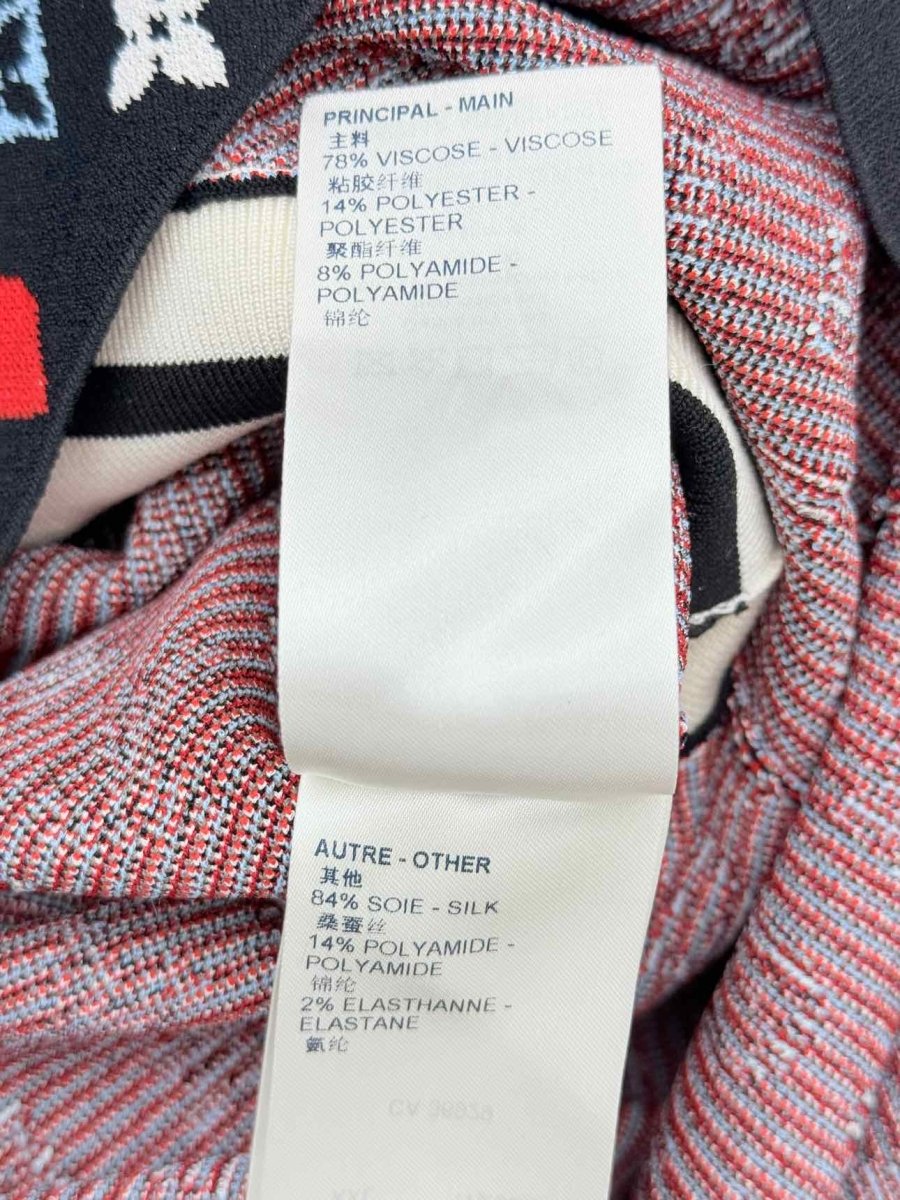 PRINCIPAL - MAIN
主料
78% VISCOSE - VISCOSE
粘胶纤维
14% POLYESTER -
POLYESTER
聚酯纤维
8% POLYAMIDE -
POLYAMIDE
锦纶
AUTRE - OTHER
其他
84% SOIE - SILK
桑蚕丝
14% POLYAMIDE -
POLYAMIDE
锦纶
2% ELASTHANNE -
ELASTANE
氨纶